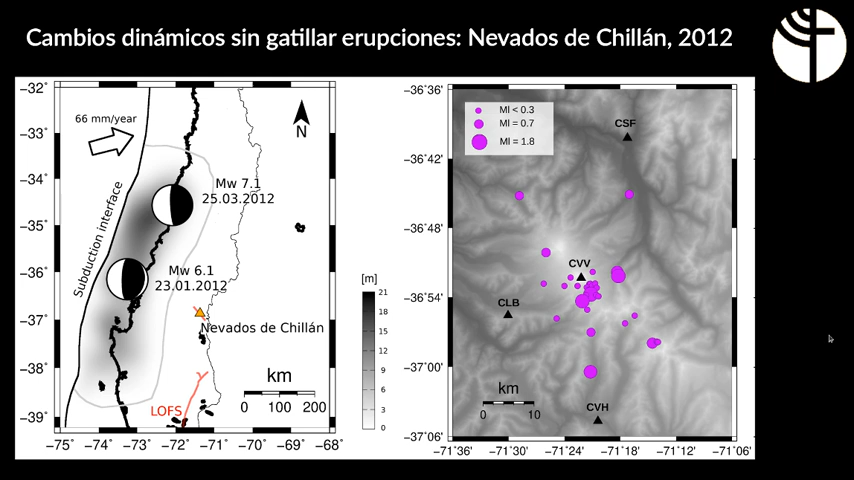 Cambios dinámicos sin gatillar erupciones: Nevados de Chillán, 2012
−32˚
−33˚
−34˚
−35˚
−36˚
−37˚
−38˚
−39˚
−75˚ −74˚ −73˚ −72˚ −71˚ −70˚ −69˚ −68˚
66 mm/year
N
Subduction interface
Mw 7.1
25.03.2012
Mw 6.1
23.01.2012
Nevados de Chillán
LOFS
km
0 100 200
[m]
21
18
15
12
9
6
3
0
−36˚36'
−36˚42'
−36˚48'
−36˚54'
−37˚00'
−37˚06'
−71˚36' −71˚30' −71˚24' −71˚18' −71˚12' −71˚06'
Ml < 0.3
Ml = 0.7
Ml = 1.8
CSF
CVV
CLB
CVH
km
0 10